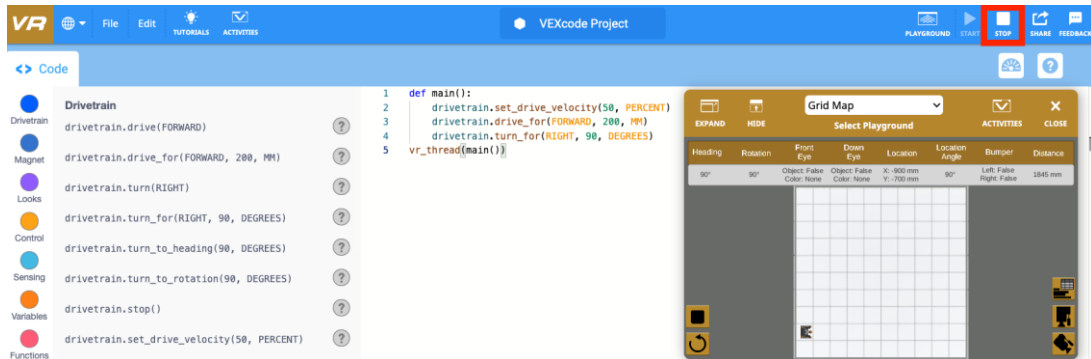 VR File Edit TUTORIALS ACTIVITIES VEXcode Project PLAYGROUND START STOP SHARE FEEDBACK
<> Code
Drivetrain
Magnet
Looks
Control
Sensing
Variables
Functions
Drivetrain
drivetrain.drive(FORWARD) ?
drivetrain.drive_for(FORWARD, 200, MM) ?
drivetrain.turn(RIGHT) ?
drivetrain.turn_for(RIGHT, 90, DEGREES) ?
drivetrain.turn_to_heading(90, DEGREES) ?
drivetrain.turn_to_rotation(90, DEGREES) ?
drivetrain.stop() ?
drivetrain.set_drive_velocity(50, PERCENT) ?
1 def main():
2 drivetrain.set_drive_velocity(50, PERCENT)
3 drivetrain.drive_for(FORWARD, 200, MM)
4 drivetrain.turn_for(RIGHT, 90, DEGREES)
5 vr_thread(main())
?
EXPAND HIDE Grid Map ACTIVITIES CLOSE
Select Playground
Heading Rotation Front Eye Down Eye Location Location Angle Bumper Distance
90° 90° Object: False Object: False X: -900 mm 90° Left: False 1845 mm
Color: None Color: None Y: -700 mm Right: False